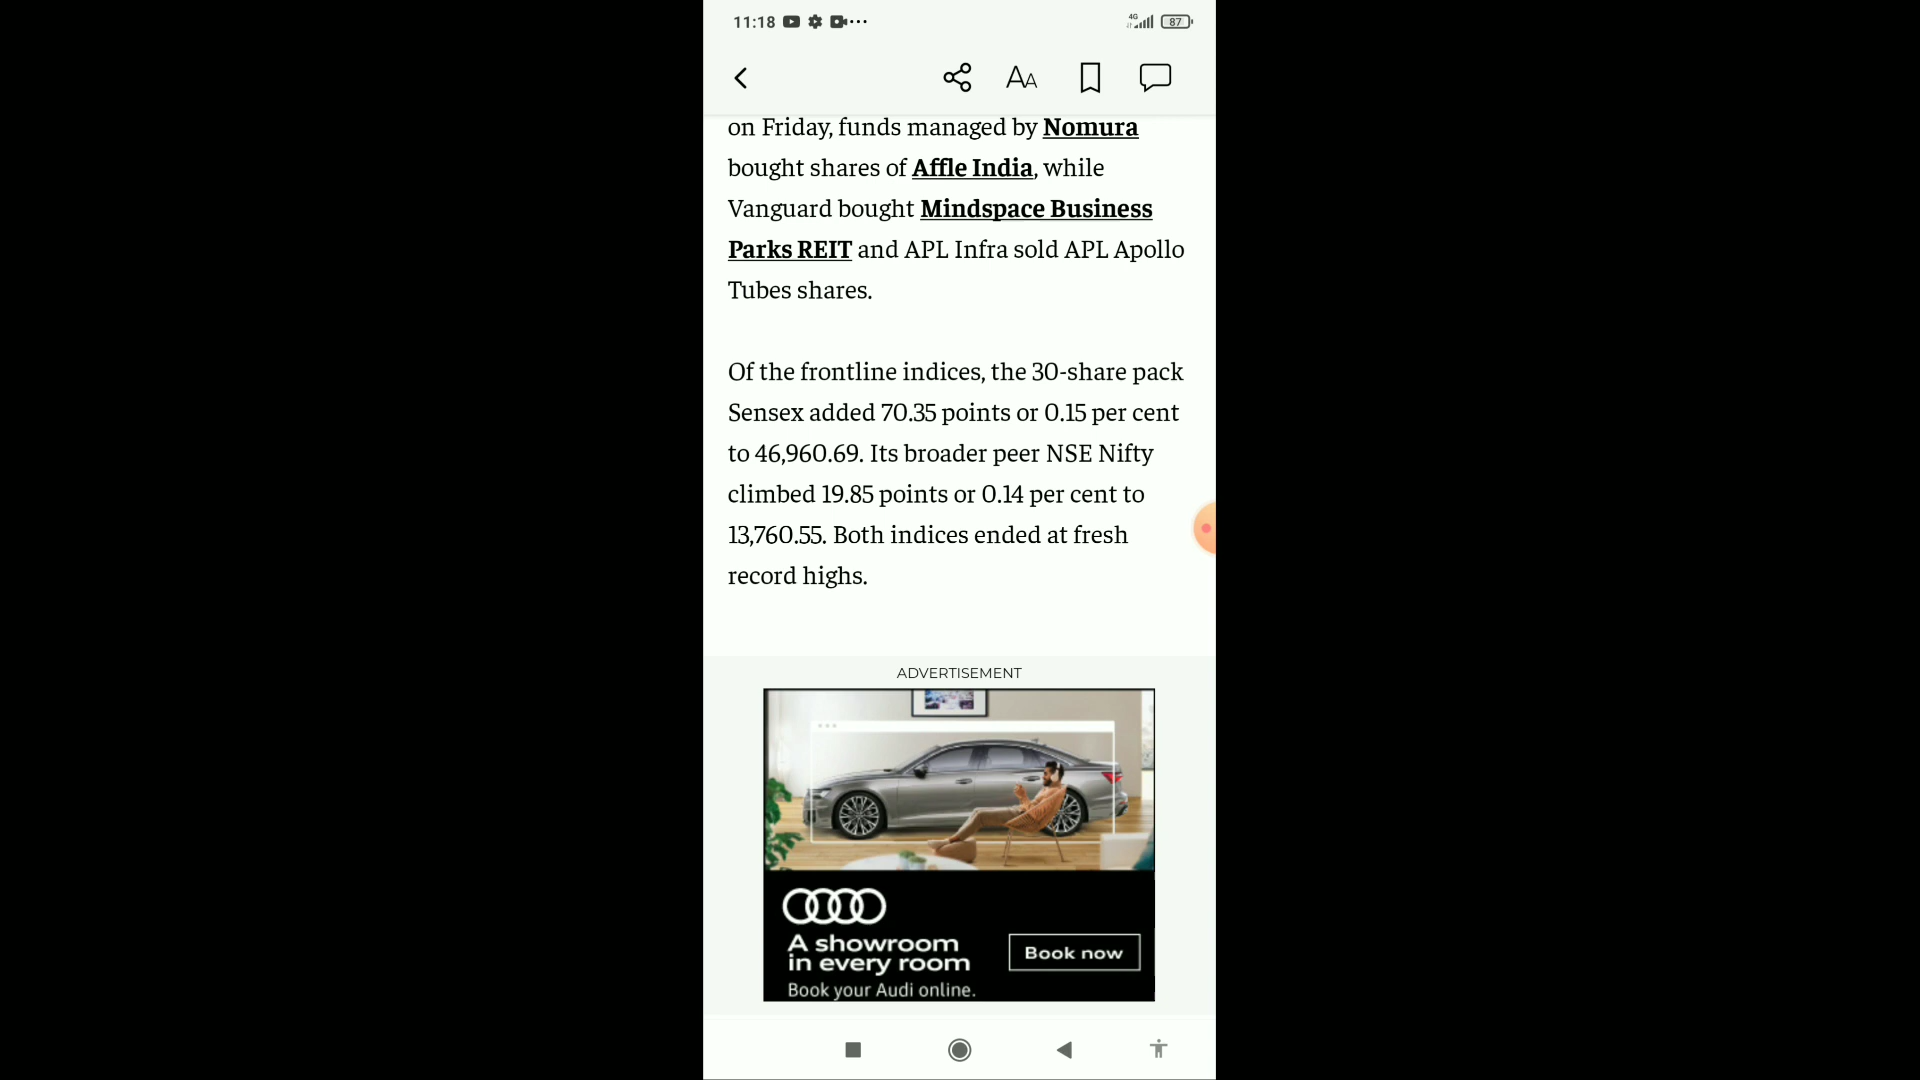 11:18
4G
87
AA
on Friday, funds managed by Nomura
bought shares of Affle India, while
Vanguard bought Mindspace Business
Parks REIT and APL Infra sold APL Apollo
Tubes shares.
Of the frontline indices, the 30-share pack
Sensex added 70.35 points or 0.15 per cent
to 46,960.69. Its broader peer NSE Nifty
climbed 19.85 points or 0.14 per cent to
13,760.55. Both indices ended at fresh
record highs.
ADVERTISEMENT
A showroom
in every room
Book now
Book your Audi online.